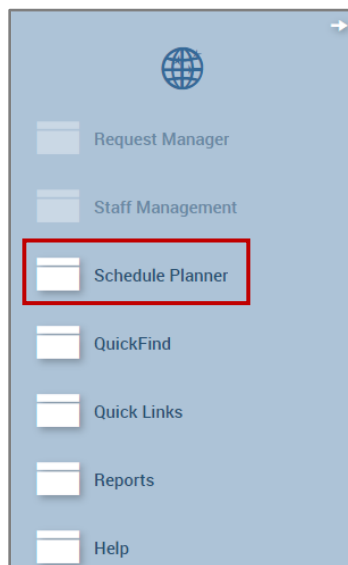 Request Manager
Staff Management
Schedule Planner
QuickFind
Quick Links
Reports
Help